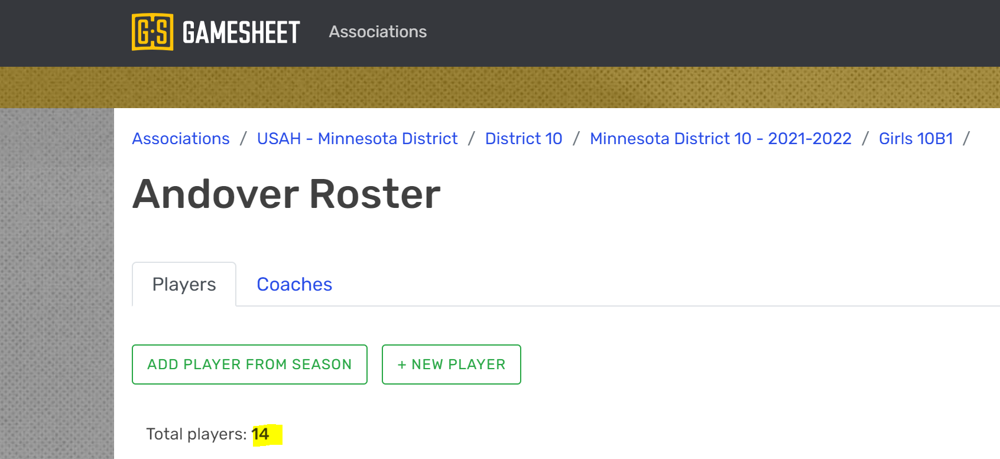 G·S GAMESHEET Associations
Associations / USAH - Minnesota District / District 10 / Minnesota District 10 - 2021-2022 / Girls 10B1 /
Andover Roster
Players Coaches
ADD PLAYER FROM SEASON + NEW PLAYER
Total players: 14